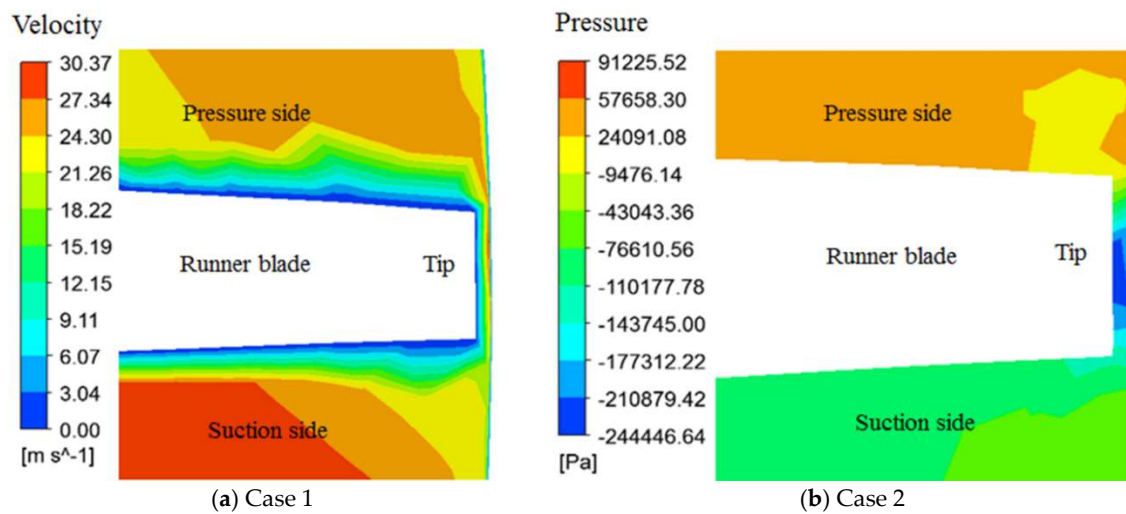 Velocity
30.37
27.34
24.30
21.26
18.22
15.19
12.15
9.11
6.07
3.04
0.00
[m s^-1]
Pressure side
Runner blade
Tip
Suction side
(a) Case 1
Pressure
91225.52
57658.30
24091.08
-9476.14
-43043.36
-76610.56
-110177.78
-143745.00
-177312.22
-210879.42
-244446.64
[Pa]
Pressure side
Runner blade
Tip
Suction side
(b) Case 2